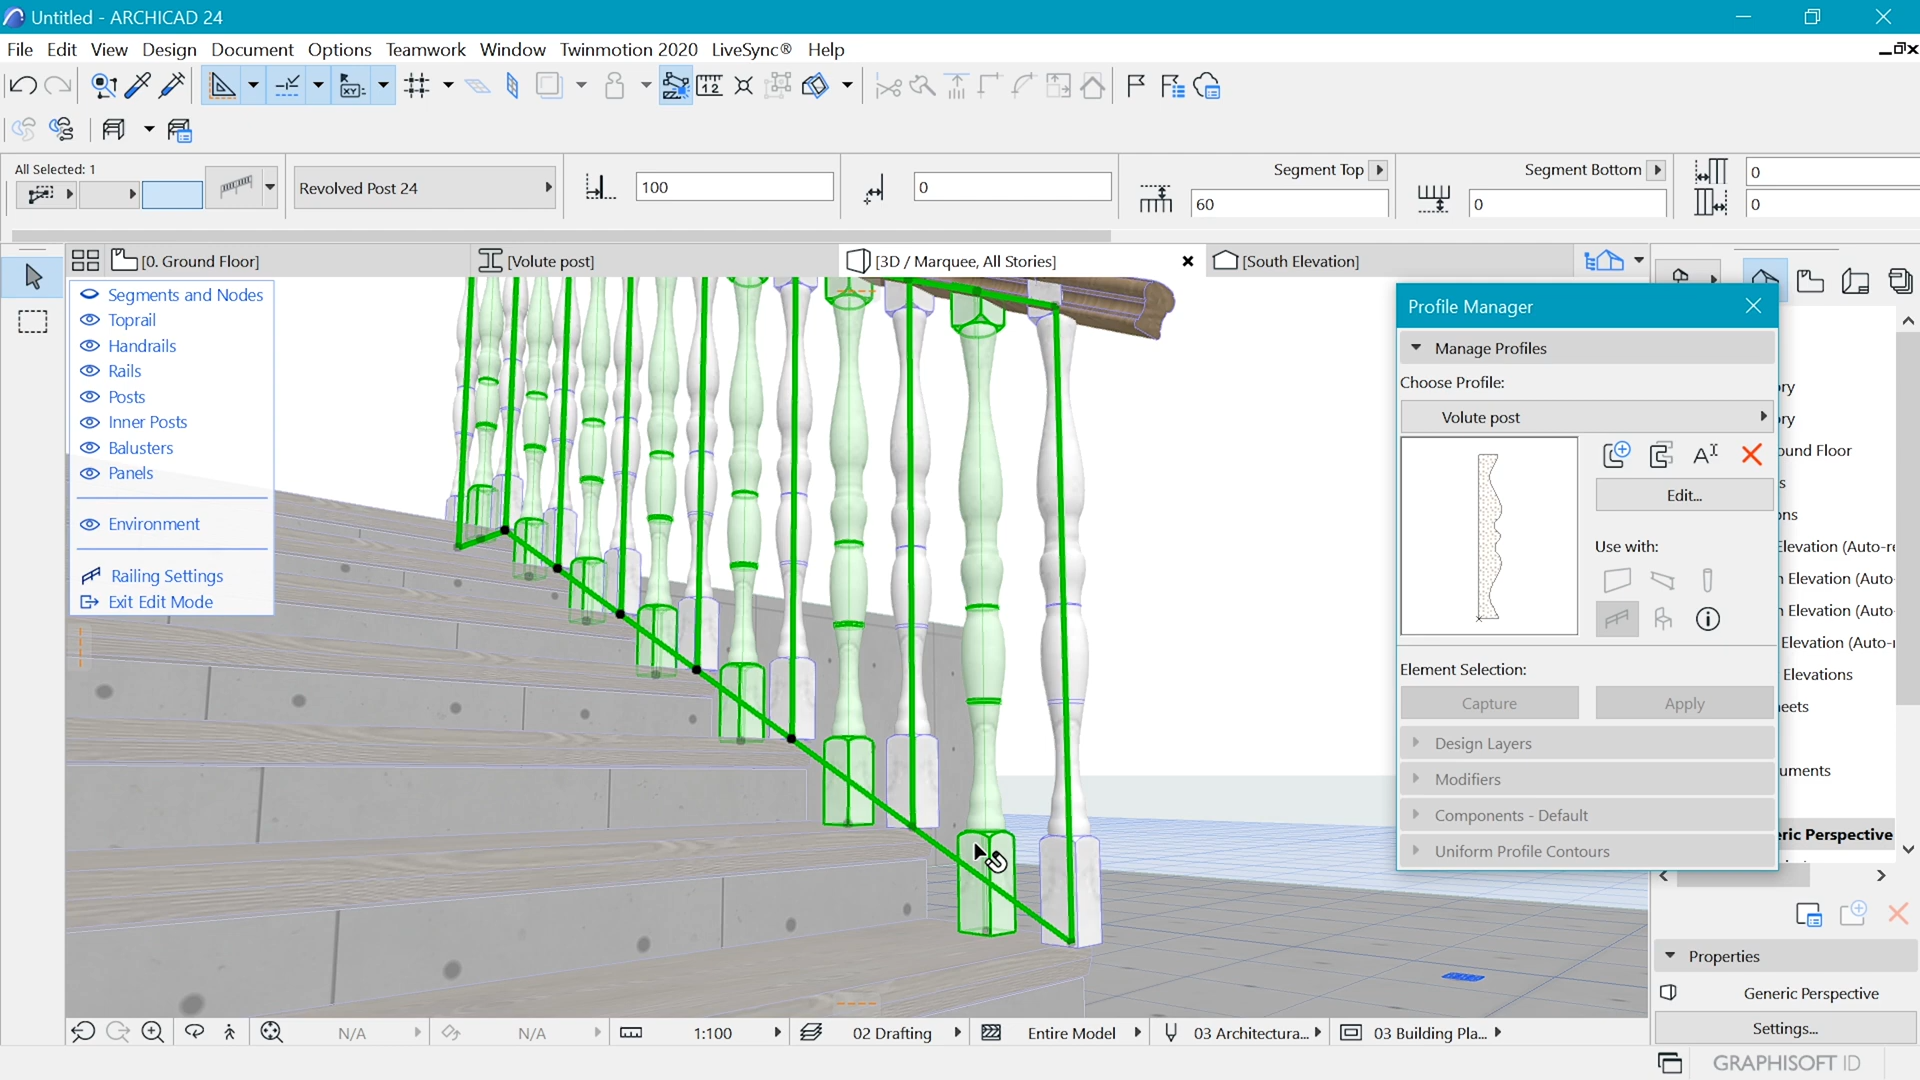 Untitled - ARCHICAD 24
File Edit View Design Document Options Teamwork Window Twinmotion 2020 LiveSync® Help
All Selected: 1
Revolved Post 24
100
0
Segment Top
60
Segment Bottom
0
0
0
[0. Ground Floor]
[Volute post]
[3D / Marquee, All Stories]
[South Elevation]
Segments and Nodes
Toprail
Handrails
Rails
Posts
Inner Posts
Balusters
Panels
Environment
Railing Settings
Exit Edit Mode
Profile Manager
Manage Profiles
Choose Profile:
Volute post
Edit...
Use with:
Element Selection:
Capture
Apply
Design Layers
Modifiers
Components - Default
Uniform Profile Contours
ry
ry
ound Floor
s
ons
Elevation (Auto-re
n Elevation (Auto-
n Elevation (Auto-
Elevation (Auto-r
Elevations
eets
uments
eric Perspective
Properties
Generic Perspective
Settings...
N/A
N/A
1:100
02 Drafting
Entire Model
03 Architectura...
03 Building Pla...
GRAPHISOFT ID